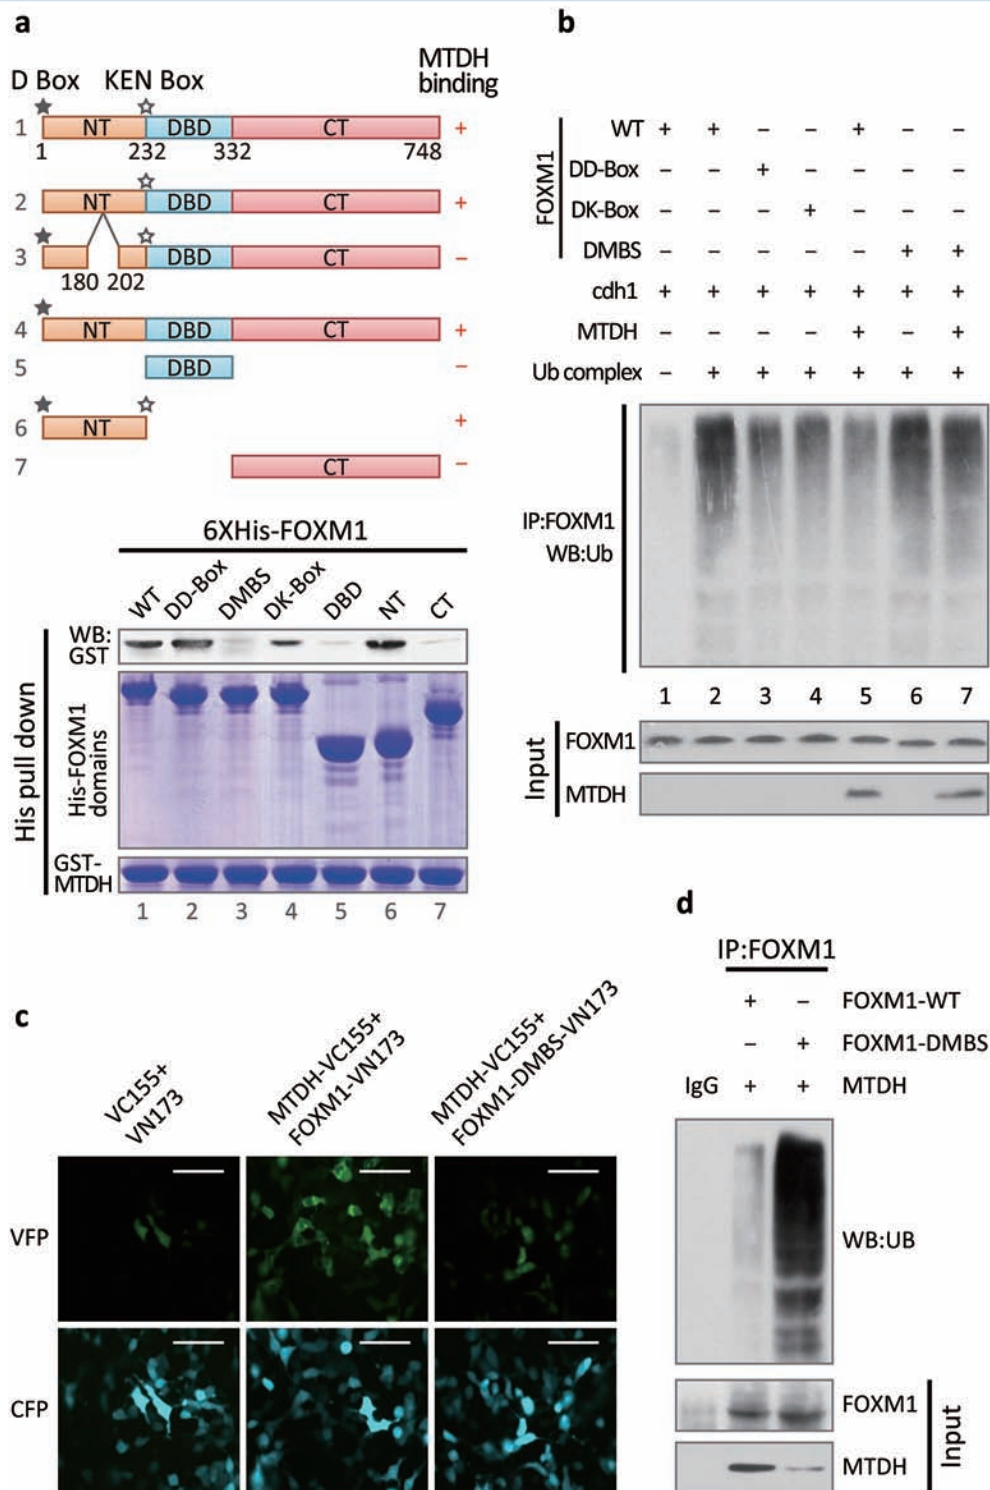 a
D Box KEN Box MTDH binding
1 NT DBD CT +
1 232 332 748
2 NT DBD CT +
3 DBD CT –
180 202
4 NT DBD CT +
5 DBD –
6 NT +
7 CT –
6XHis-FOXM1
WT DD-Box DMBS DK-Box DBD NT CT
His pull down
WB: GST
His-FOXM1 domains
GST-MTDH
1 2 3 4 5 6 7
b
FOXM1
WT + + – – + – –
DD-Box – – + – – – –
DK-Box – – – + – – –
DMBS – – – – – + +
cdh1 + + + + + + +
MTDH – – – – + – +
Ub complex – + + + + + +
IP:FOXM1
WB:Ub
1 2 3 4 5 6 7
Input
FOXM1
MTDH
c
VC155+
VN173
MTDH-VC155+
FOXM1-VN173
MTDH-VC155+
FOXM1-DMBS-VN173
VFP
CFP
d
IP:FOXM1
+ – FOXM1-WT
– + FOXM1-DMBS
IgG + + MTDH
WB:UB
FOXM1
MTDH
Input